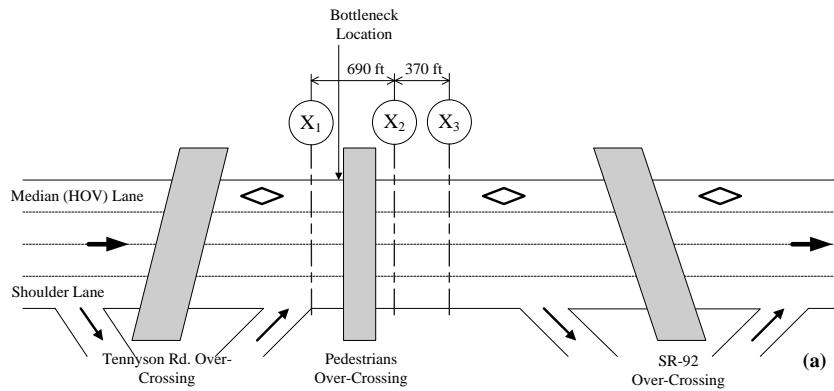 Bottleneck
Location
690 ft
370 ft
X1
X2
X3
Median (HOV) Lane
Shoulder Lane
Tennyson Rd. Over-
Crossing
Pedestrians
Over-Crossing
SR-92
Over-Crossing
(a)